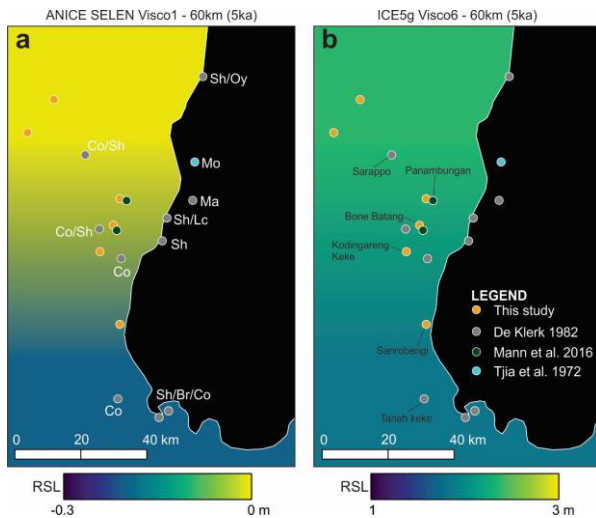 ANICE SELEN Visco1 - 60km (5ka)
a
Sh/Oy
Co/Sh
Mo
Ma
Sh/Lc
Co/Sh
Sh
Co
Sh/Br/Co
Co
0 20 40 km
RSL
-0.3 0 m
ICE5g Visco6 - 60km (5ka)
b
Sarappo
Panambungan
Bone Batang
Kodingareng
Keke
LEGEND
This study
De Klerk 1982
Mann et al. 2016
Tjia et al. 1972
Sanrobengi
Tanah keke
0 20 40 km
RSL
1 3 m